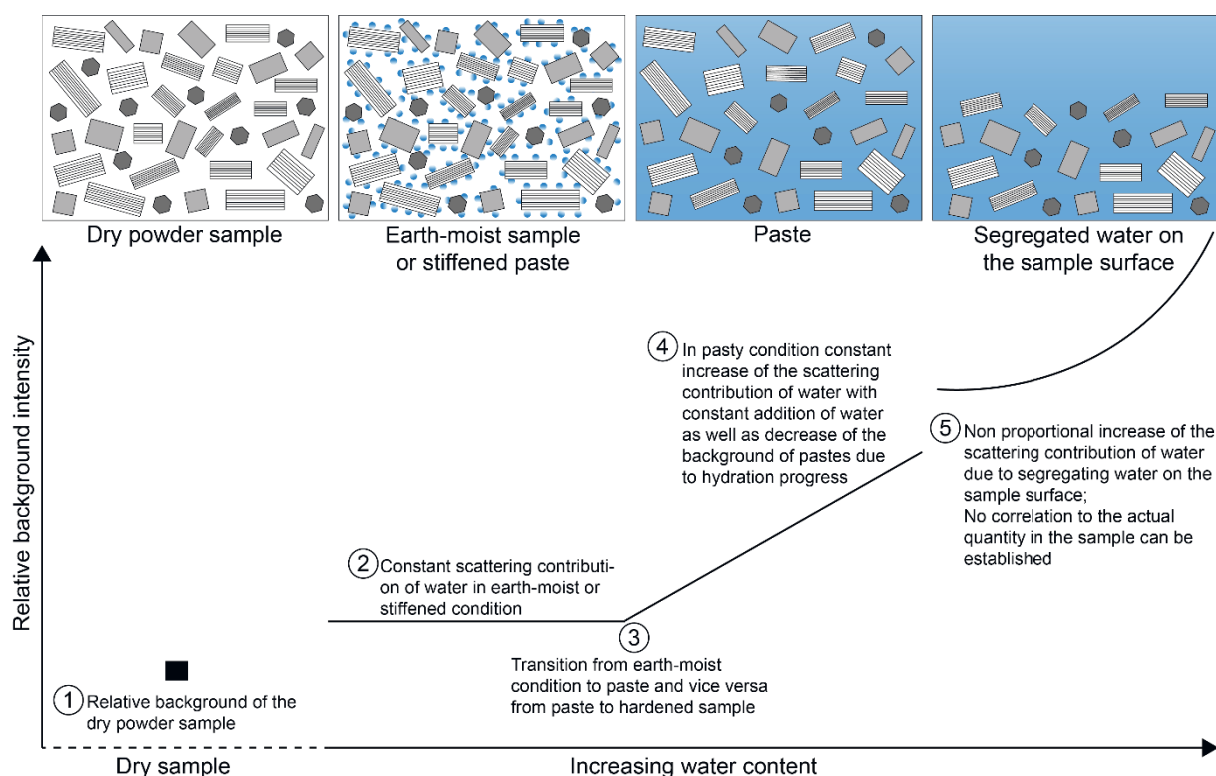 Dry powder sample
Earth-moist sample
or stiffened paste
Paste
Segregated water on
the sample surface
Relative background intensity
1
Relative background of the
dry powder sample
2
Constant scattering contributi-
on of water in earth-moist or
stiffened condition
3
Transition from earth-moist
condition to paste and vice versa
from paste to hardened sample
4
In pasty condition constant
increase of the scattering
contribution of water with
constant addition of water
as well as decrease of the
background of pastes due
to hydration progress
5
Non proportional increase of the
scattering contribution of water
due to segregating water on the
sample surface;
No correlation to the actual
quantity in the sample can be
established
Dry sample
Increasing water content